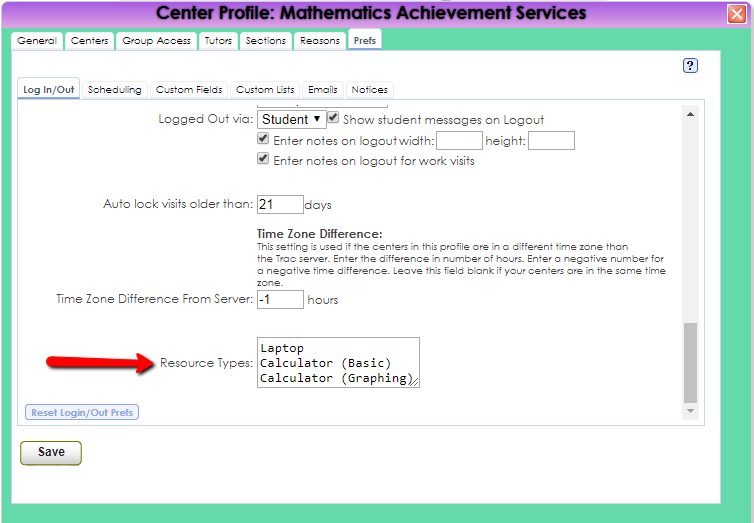 Center Profile: Mathematics Achievement Services
General Centers Group Access Tutors Sections Reasons Prefs
?
Log In/Out Scheduling Custom Fields Custom Lists Emails Notices
Logged Out via: Student Show student messages on Logout
Enter notes on logout width: height:
Enter notes on logout for work visits
Auto lock visits older than: 21 days
Time Zone Difference:
This setting is used if the centers in this profile are in a different time zone than
the Trac server. Enter the difference in number of hours. Enter a negative number for
a negative time difference. Leave this field blank if your centers are in the same time
zone.
Time Zone Difference From Server: -1 hours
Laptop
Resource Types: Calculator (Basic)
Calculator (Graphing)
Reset Login/Out Prefs
Save